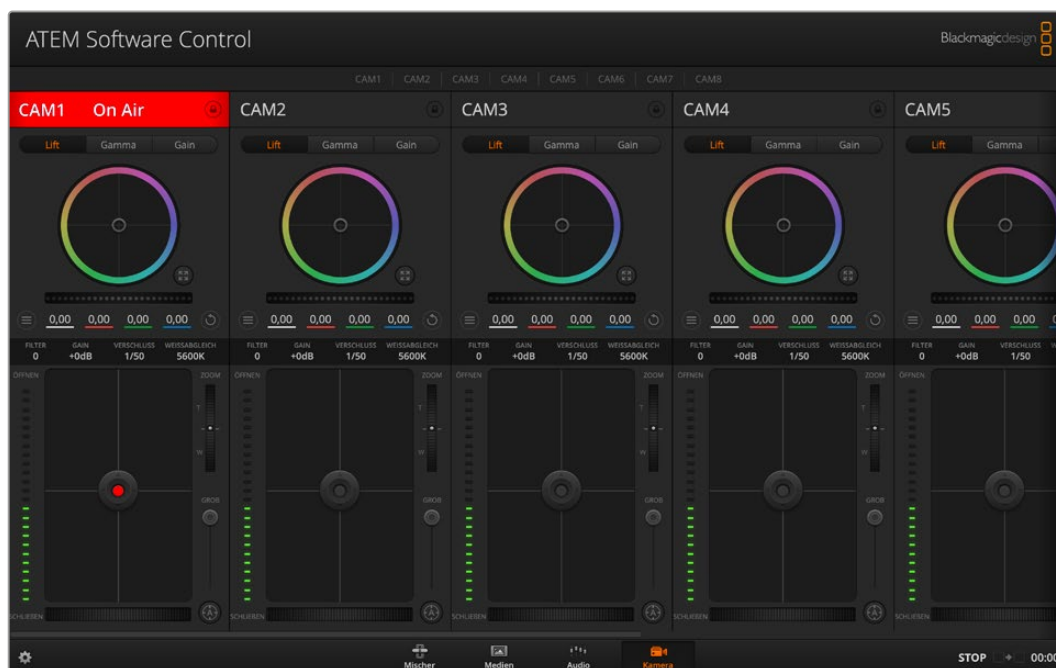 ATEM Software Control
Blackmagicdesign
CAM1 CAM2 CAM3 CAM4 CAM5 CAM6 CAM7 CAM8
CAM1 On Air CAM2 CAM3 CAM4 CAM5
Lift Gamma Gain Lift Gamma Gain Lift Gamma Gain Lift Gamma Gain Lift Gamma
0,00 0,00 0,00 0,00 0,00 0,00 0,00 0,00 0,00 0,00 0,00 0,00 0,00 0,00 0,00 0,00 0,00 0,00 0,00
FILTER GAIN VERSCHLUSS WEISSABGLEICH FILTER GAIN VERSCHLUSS WEISSABGLEICH FILTER GAIN VERSCHLUSS WEISSABGLEICH FILTER GAIN VERSCHLUSS WEISSABGLEICH FILTER GAIN VERSCHLUSS
0 +0dB 1/50 5600K 0 +0dB 1/50 5600K 0 +0dB 1/50 5600K 0 +0dB 1/50 5600K 0 +0dB 1/50
ÖFFNEN ZOOM ÖFFNEN ZOOM ÖFFNEN ZOOM ÖFFNEN ZOOM ÖFFNEN
T T T T
W W W W
GROB GROB GROB GROB
SCHLIEßEN SCHLIEßEN SCHLIEßEN SCHLIEßEN SCHLIEßEN
Mischer Medien Audio Kamera
STOP 00:00